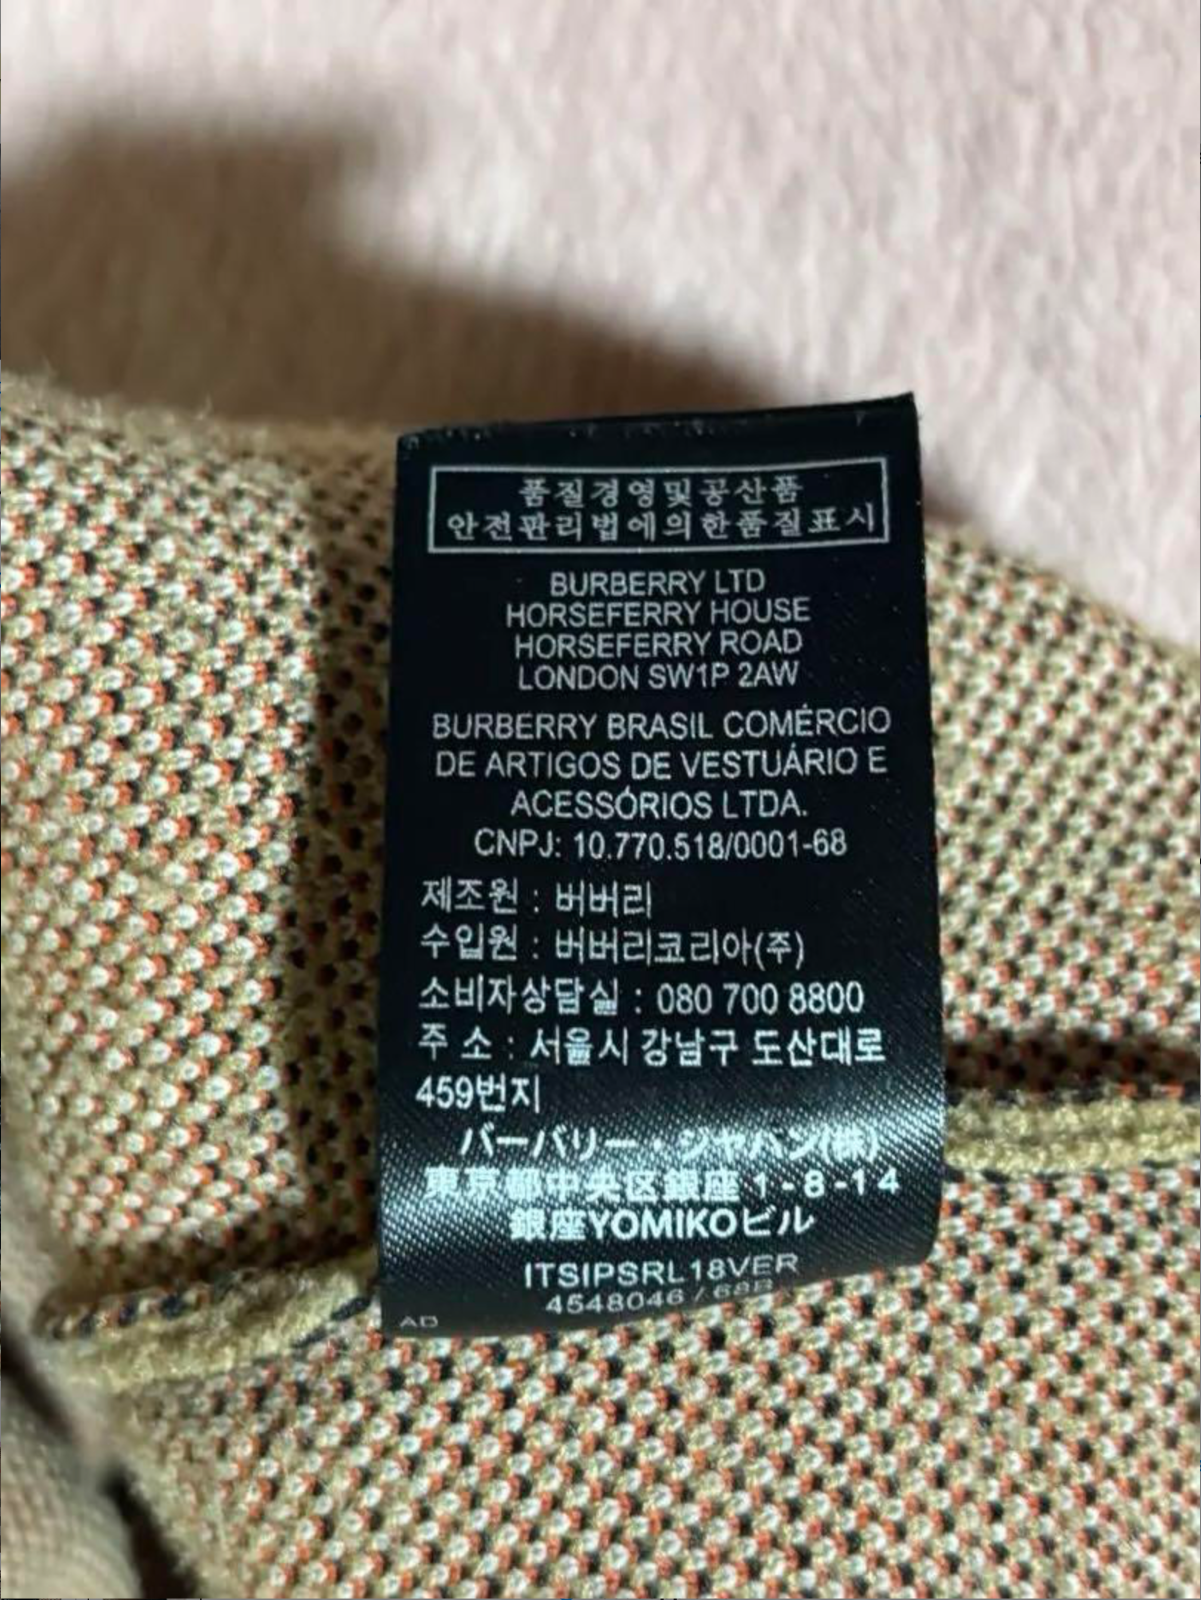 품질경영및공산품
안전관리법에의한품질표시
BURBERRY LTD
HORSEFERRY HOUSE
HORSEFERRY ROAD
LONDON SW1P 2AW
BURBERRY BRASIL COMÉRCIO
DE ARTIGOS DE VESTUÁRIO E
ACESSÓRIOS LTDA.
CNPJ: 10.770.518/0001-68
제조원 : 버버리
수입원 : 버버리코리아(주)
소비자상담실 : 080 700 8800
주 소 : 서울시 강남구 도산대로
459번지
バーバリー・ジャパン(株)
東京都中央区銀座 1-8-14
銀座YOMIKOビル
ITSIPSRL18VER
4548046 /
AD